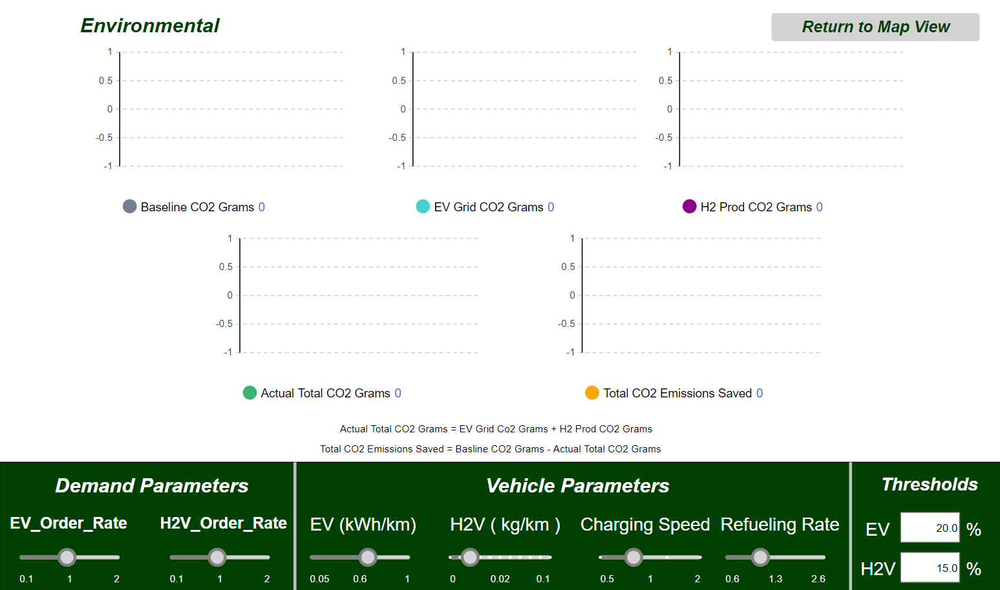 Environmental
Return to Map View
1
0.5
0
-0.5
-1
Baseline CO2 Grams 0
1
0.5
0
-0.5
-1
EV Grid CO2 Grams 0
1
0.5
0
-0.5
-1
H2 Prod CO2 Grams 0
1
0.5
0
-0.5
-1
Actual Total CO2 Grams 0
1
0.5
0
-0.5
-1
Total CO2 Emissions Saved 0
Actual Total CO2 Grams = EV Grid Co2 Grams + H2 Prod CO2 Grams
Total CO2 Emissions Saved = Basline CO2 Grams - Actual Total CO2 Grams
Demand Parameters
EV_Order_Rate
0.1 1 2
H2V_Order_Rate
0.1 1 2
Vehicle Parameters
EV (kWh/km)
0.05 0.6 1
H2V ( kg/km )
0 0.02 0.1
Charging Speed
0.5 1 2
Refueling Rate
0.6 1.3 2.6
Thresholds
EV 20.0 %
H2V 15.0 %